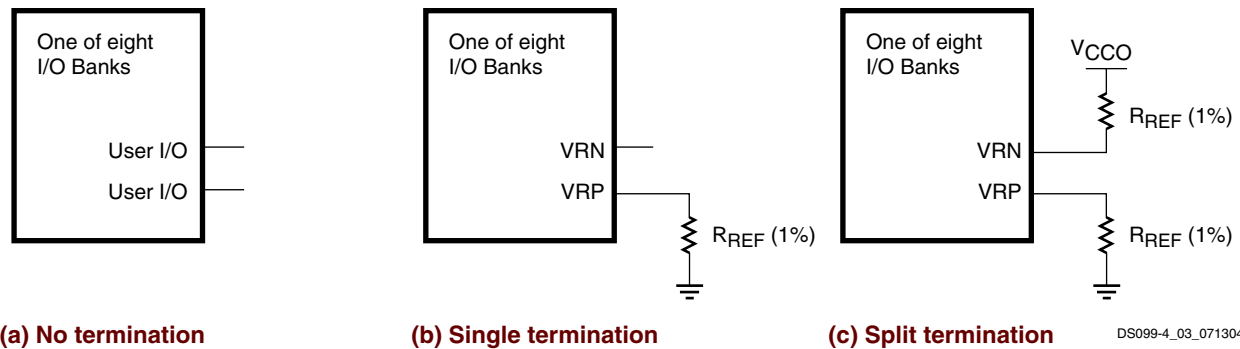 One of eight
I/O Banks
User I/O
User I/O
(a) No termination
One of eight
I/O Banks
VRN
VRP
RREF (1%)
(b) Single termination
One of eight
I/O Banks
VCCO
RREF (1%)
VRN
VRP
RREF (1%)
(c) Split termination
DS099-4_03_071304